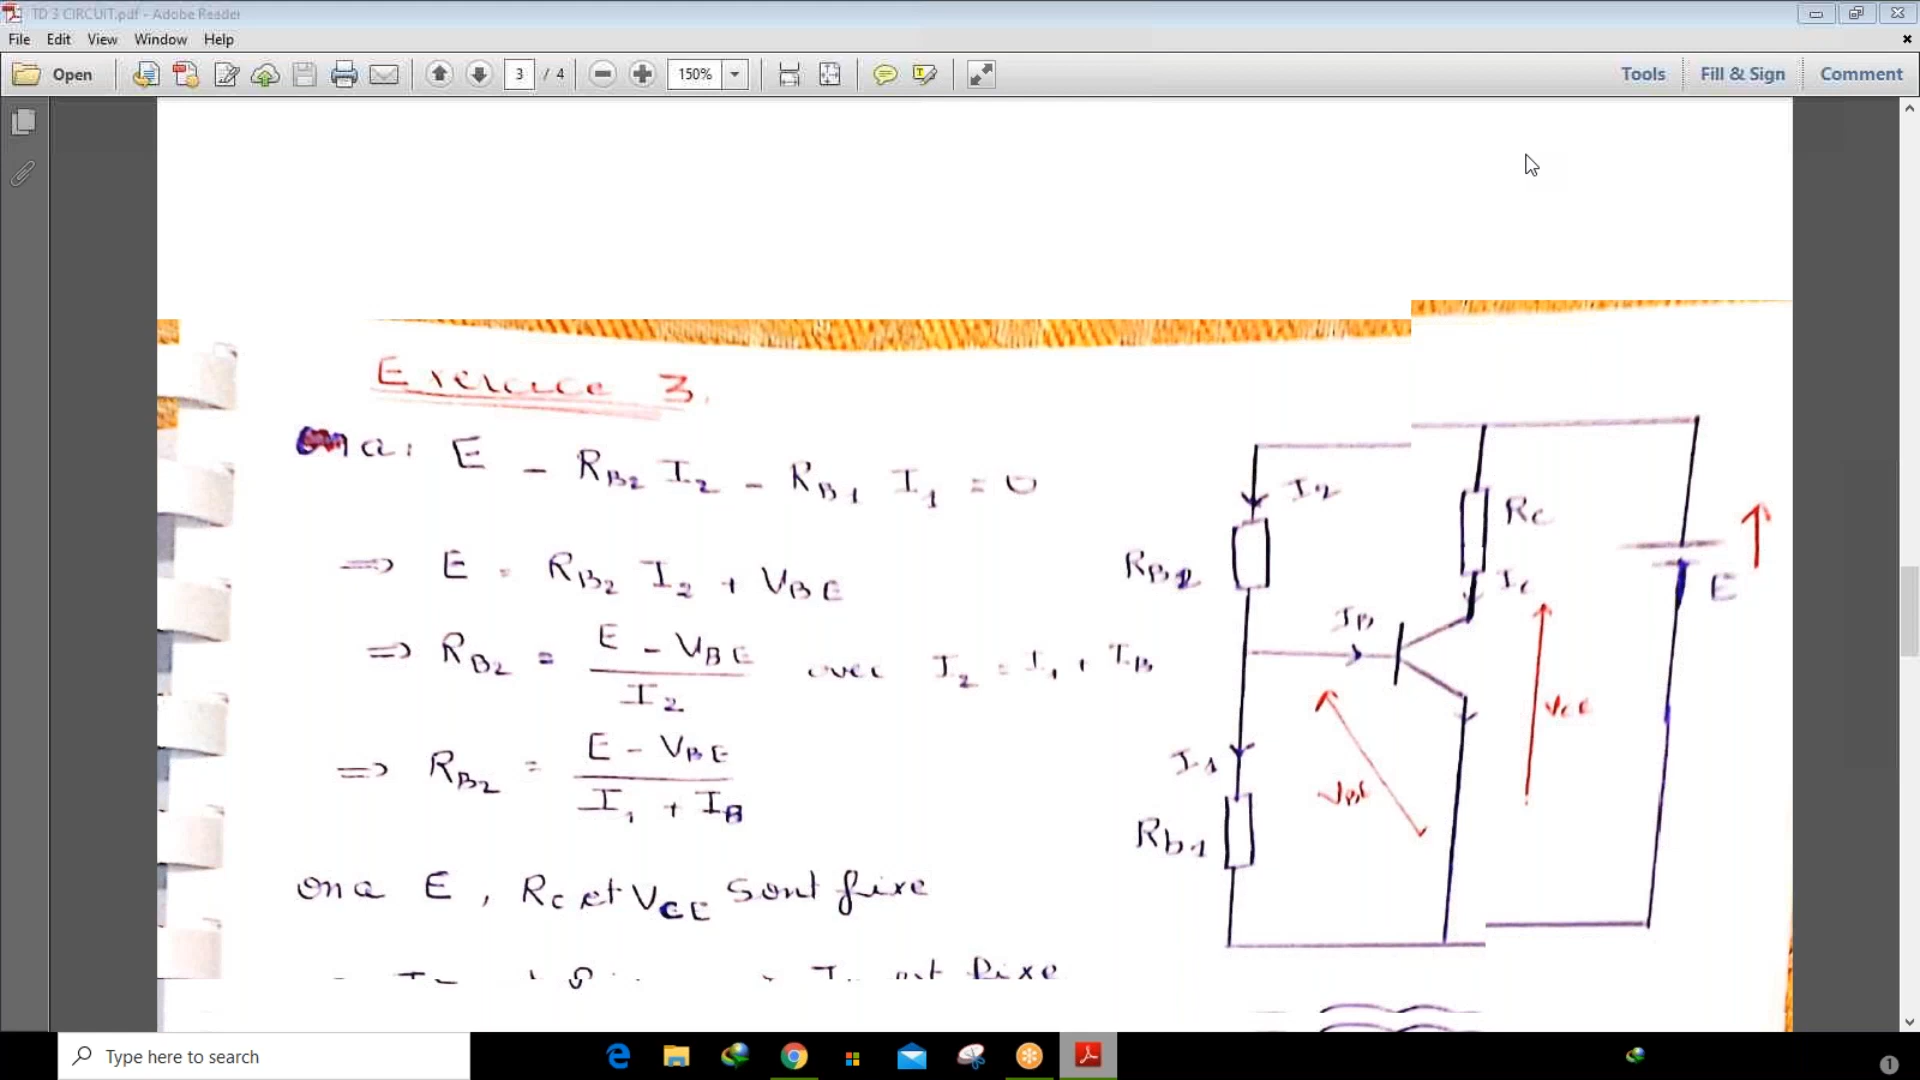 TD 3 CIRCUIT.pdf - Adobe Reader
File Edit View Window Help
Open 3 / 4 150% Tools Fill & Sign Comment
Exercice 3.
on a: E - RB2 I2 - RB1 I1 = 0
=> E = RB2 I2 + VBE
=> RB2 = (E - VBE) / I2 avec I2 = I1 + IB
=> RB2 = (E - VBE) / (I1 + IB)
on a E, RC et VCE sont fixe
fixe
I2
RC
RB2
IC
E
IB
VCE
I1
VBE
Rb1
Type here to search
1